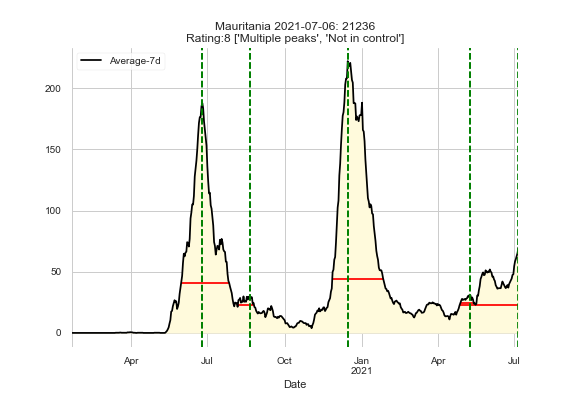 Mauritania 2021-07-06: 21236
Rating:8 ['Multiple peaks', 'Not in control']
Average-7d
200
150
100
50
0
Apr Jul Oct Jan Apr Jul
2021
Date